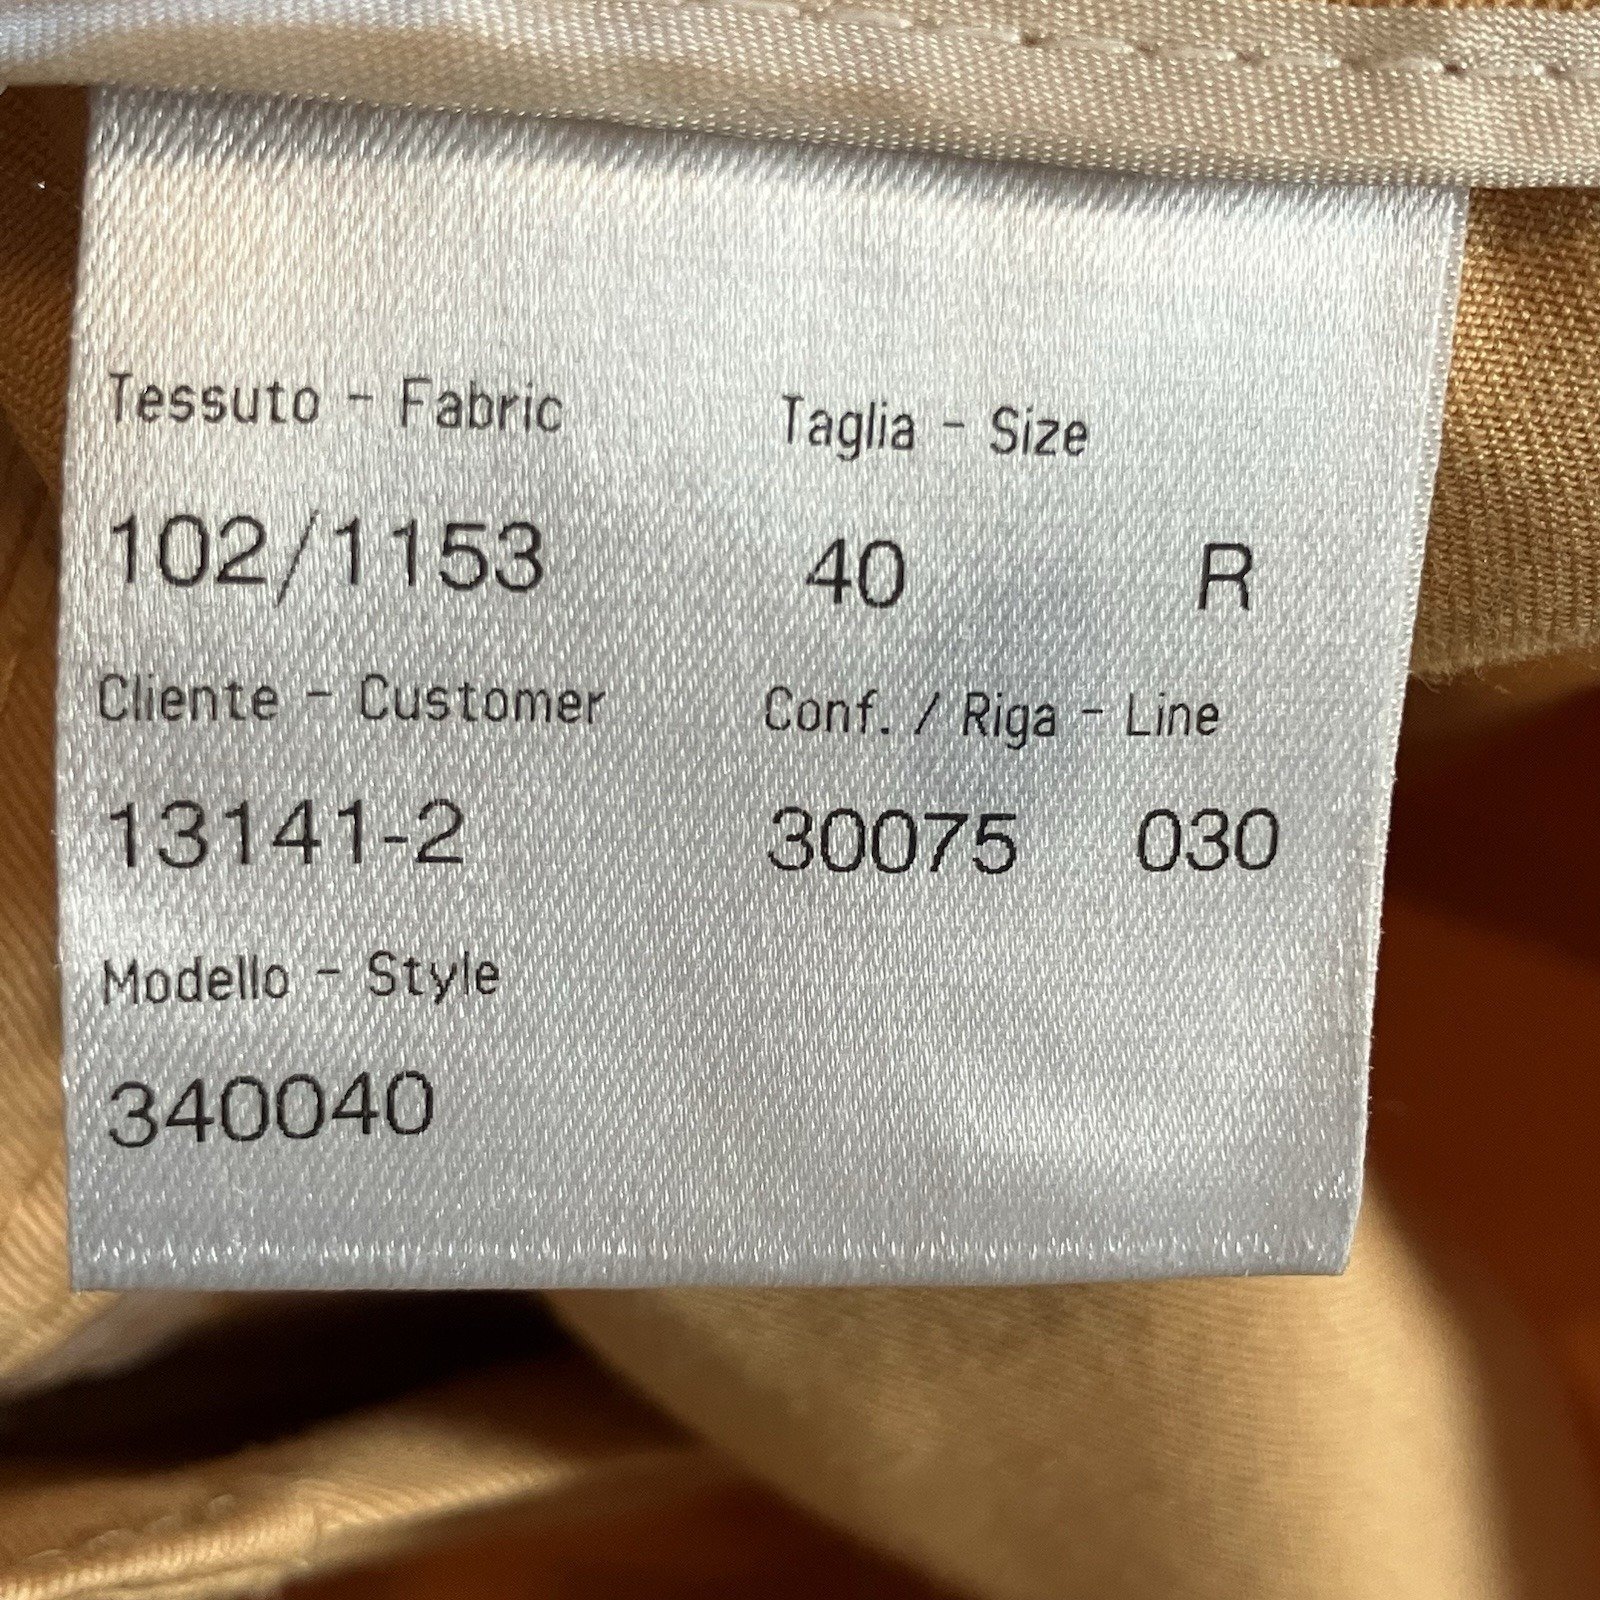 Tessuto - Fabric Taglia - Size
102/1153 40 R
Cliente - Customer Conf. / Riga - Line
13141-2 30075 030
Modello - Style
340040